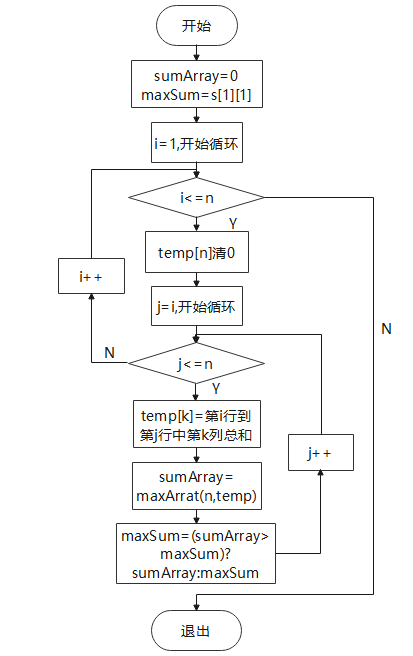 开始
sumArray=0
maxSum=s[1][1]
i=1,开始循环
i<=n
Y
temp[n]清0
i++
j=i,开始循环
N
N
j<=n
Y
temp[k]=第i行到
第j行中第k列总和
j++
sumArray=
maxArrat(n,temp)
maxSum=(sumArray>
maxSum)?
sumArray:maxSum
退出